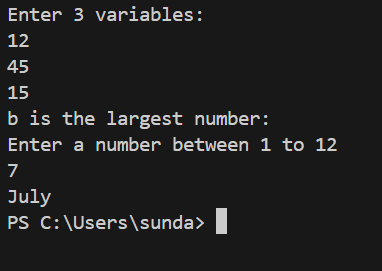 Enter 3 variables:
12
45
15
b is the largest number:
Enter a number between 1 to 12
7
July
PS C:\Users\sunda>